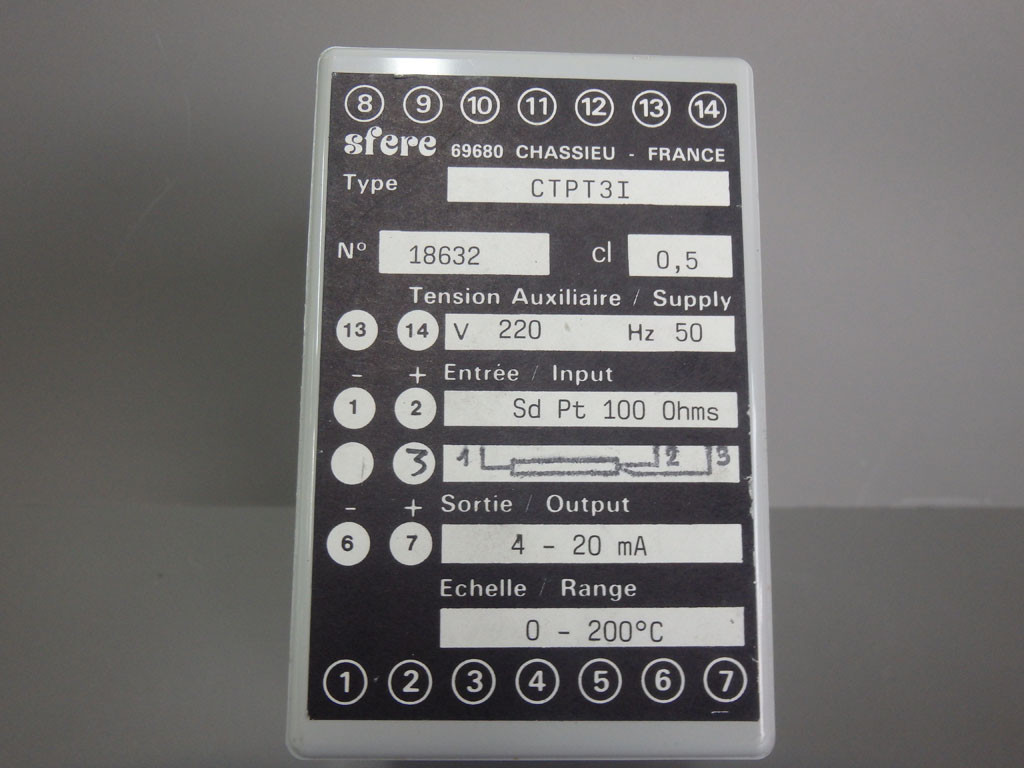 8 9 10 11 12 13 14
sfere 69680 CHASSIEU - FRANCE
Type CTPT3I
N° 18632 cl 0,5
Tension Auxiliaire / Supply
13 14 V 220 Hz 50
- + Entrée / Input
1 2 Sd Pt 100 Ohms
3 1 2 3
- + Sortie / Output
6 7 4 - 20 mA
Echelle / Range
0 - 200°C
1 2 3 4 5 6 7